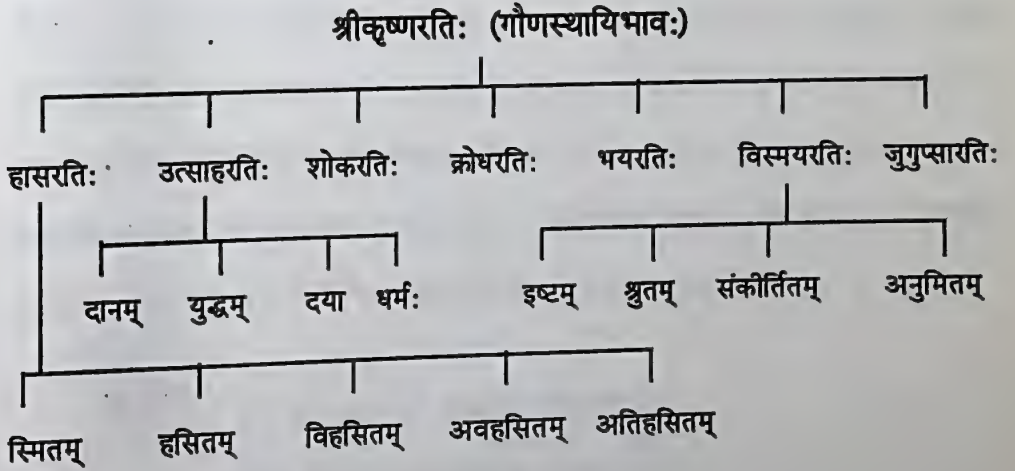 श्रीकृष्णरतिः (गौणस्थायिभावः)
हासरतिः उत्साहरतिः शोकरतिः क्रोधरतिः भयरतिः विस्मयरतिः जुगुप्सारतिः
दानम् युद्धम् दया धर्मः इष्टम् श्रुतम् संकीर्तितम् अनुमितम्
स्मितम् हसितम् विहसितम् अवहसितम् अतिहसितम्